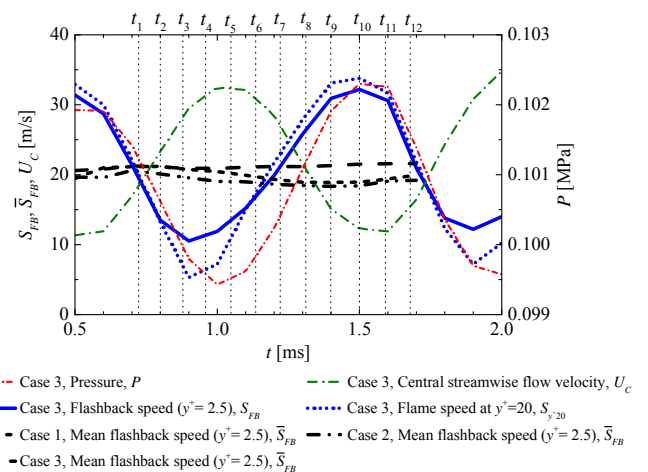 t₁ t₂ t₃ t₄ t₅ t₆ t₇ t₈ t₉ t₁₀ t₁₁ t₁₂
40
30
20
10
0
S_FB, S̅_FB, U_C [m/s]
0.103
0.102
0.101
0.100
0.099
P [MPa]
0.5 1.0 1.5 2.0
t [ms]
Case 3, Pressure, P
Case 3, Central streamwise flow velocity, U_C
Case 3, Flashback speed (y⁺= 2.5), S_FB
Case 3, Flame speed at y⁺=20, S_y⁺20
Case 1, Mean flashback speed (y⁺= 2.5), S̅_FB
Case 2, Mean flashback speed (y⁺= 2.5), S̅_FB
Case 3, Mean flashback speed (y⁺= 2.5), S̅_FB